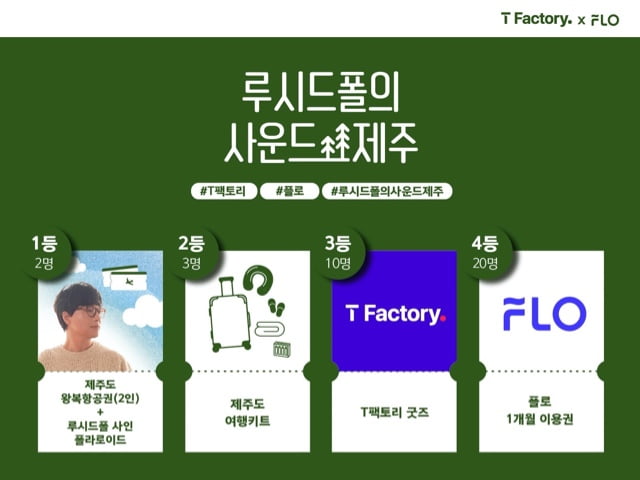 T Factory. x FLO
루시드폴의
사운드제주
#T팩토리 #플로 #루시드폴의사운드제주
1등
2명
제주도
왕복항공권(2인)
+
루시드폴 사인
폴라로이드
2등
3명
제주도
여행키트
3등
10명
T Factory.
T팩토리 굿즈
4등
20명
FLO
플로
1개월 이용권